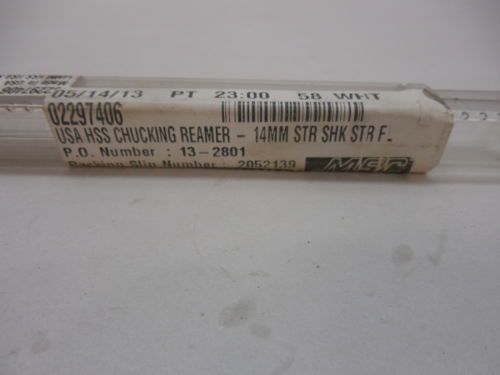 05/14/13 PT 23:00 58 WHT
02297406
USA HSS CHUCKING REAMER - 14MM STR SHK STR F
P.O. Number : 13-2801
Packing Slip Number : 2052139
MSC